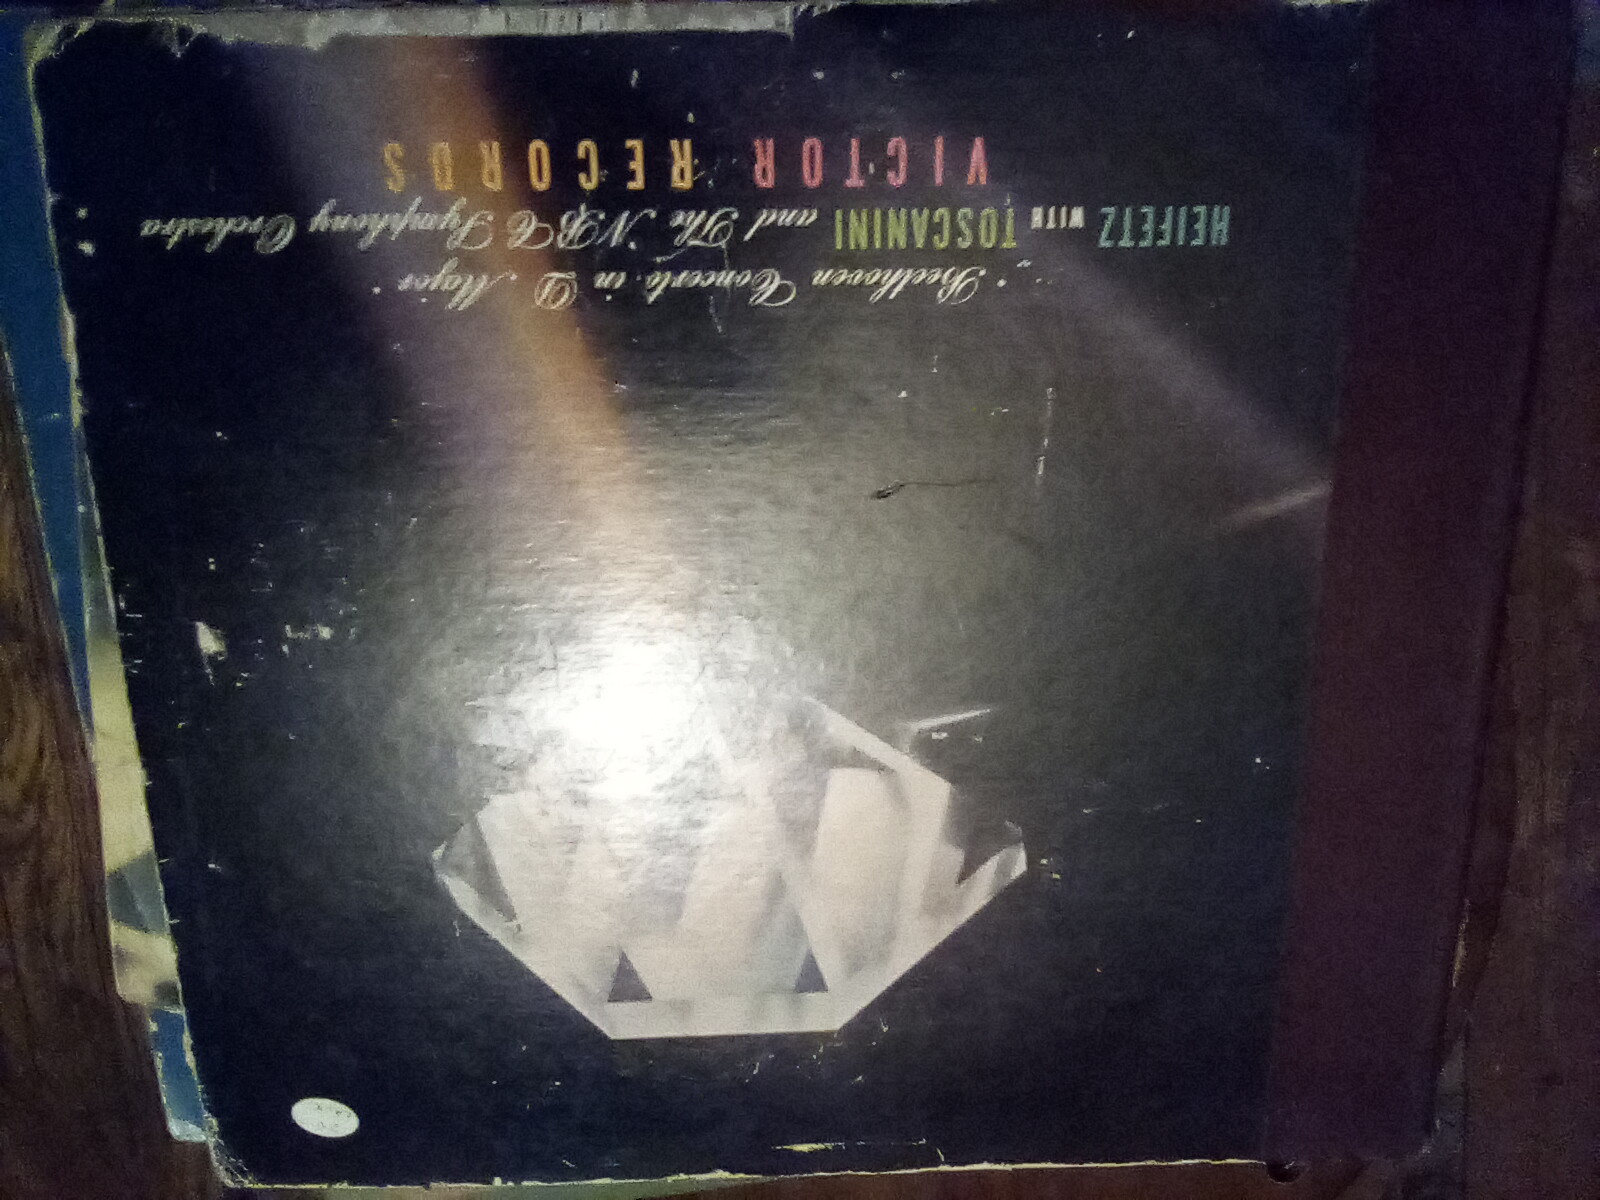 · Beethoven Concerto in D Major ·
HEIFETZ WITH TOSCANINI and The NBC Symphony Orchestra
VICTOR RECORDS